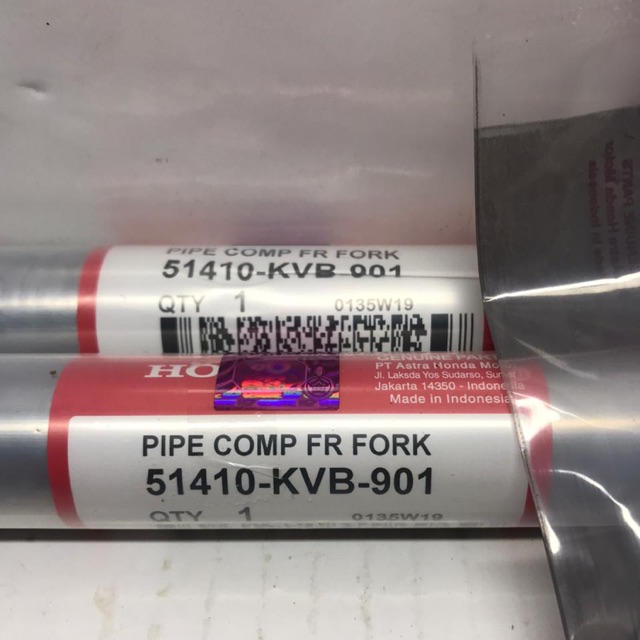 PIPE COMP FR FORK
51410-KVB-901
QTY 1 0135W19
HO
GENUINE PAR
PT Astra Honda Mo
Jl. Laksda Yos Sudarso, Sun
Jakarta 14350 - Indonesia
Made in Indonesia
PIPE COMP FR FORK
51410-KVB-901
QTY 1 0135W19